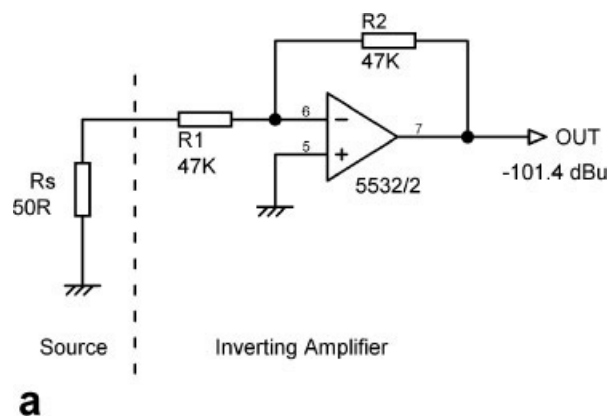 R2
47K
6
7
R1
47K
5
OUT
Rs
50R
5532/2
-101.4 dBu
Source
Inverting Amplifier
a